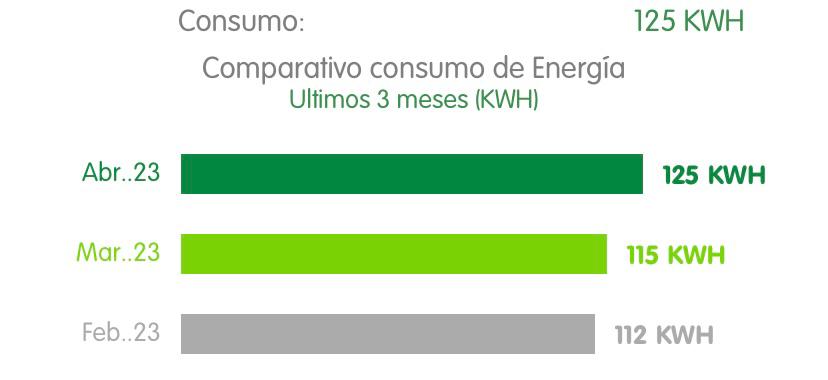 Consumo: 125 KWH
Comparativo consumo de Energía
Ultimos 3 meses (KWH)
Abr..23 125 KWH
Mar..23 115 KWH
Feb..23 112 KWH